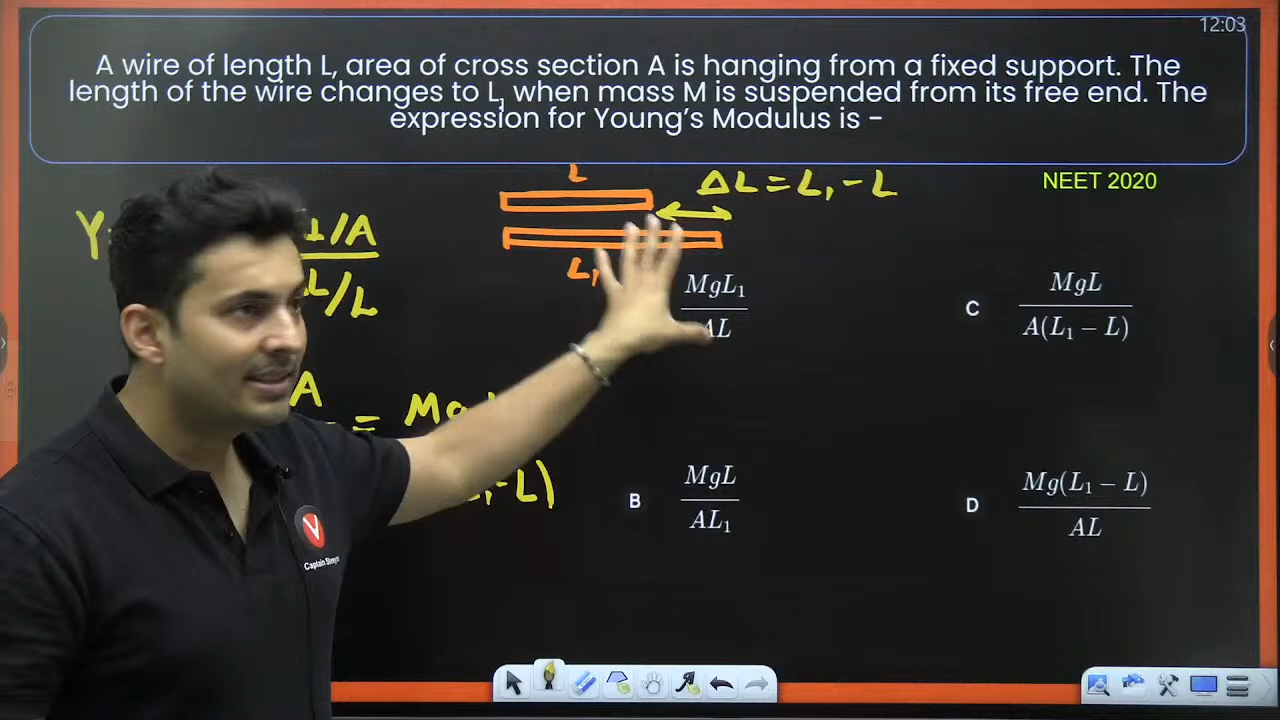 12:03
A wire of length L, area of cross section A is hanging from a fixed support. The
length of the wire changes to L₁ when mass M is suspended from its free end. The
expression for Young's Modulus is -
NEET 2020
L
ΔL = L₁ - L
L₁
/A
L/L
A
=
-L)
MgL₁
AL
C
MgL
A(L₁ − L)
B
MgL
AL₁
D
Mg(L₁ − L)
AL
V